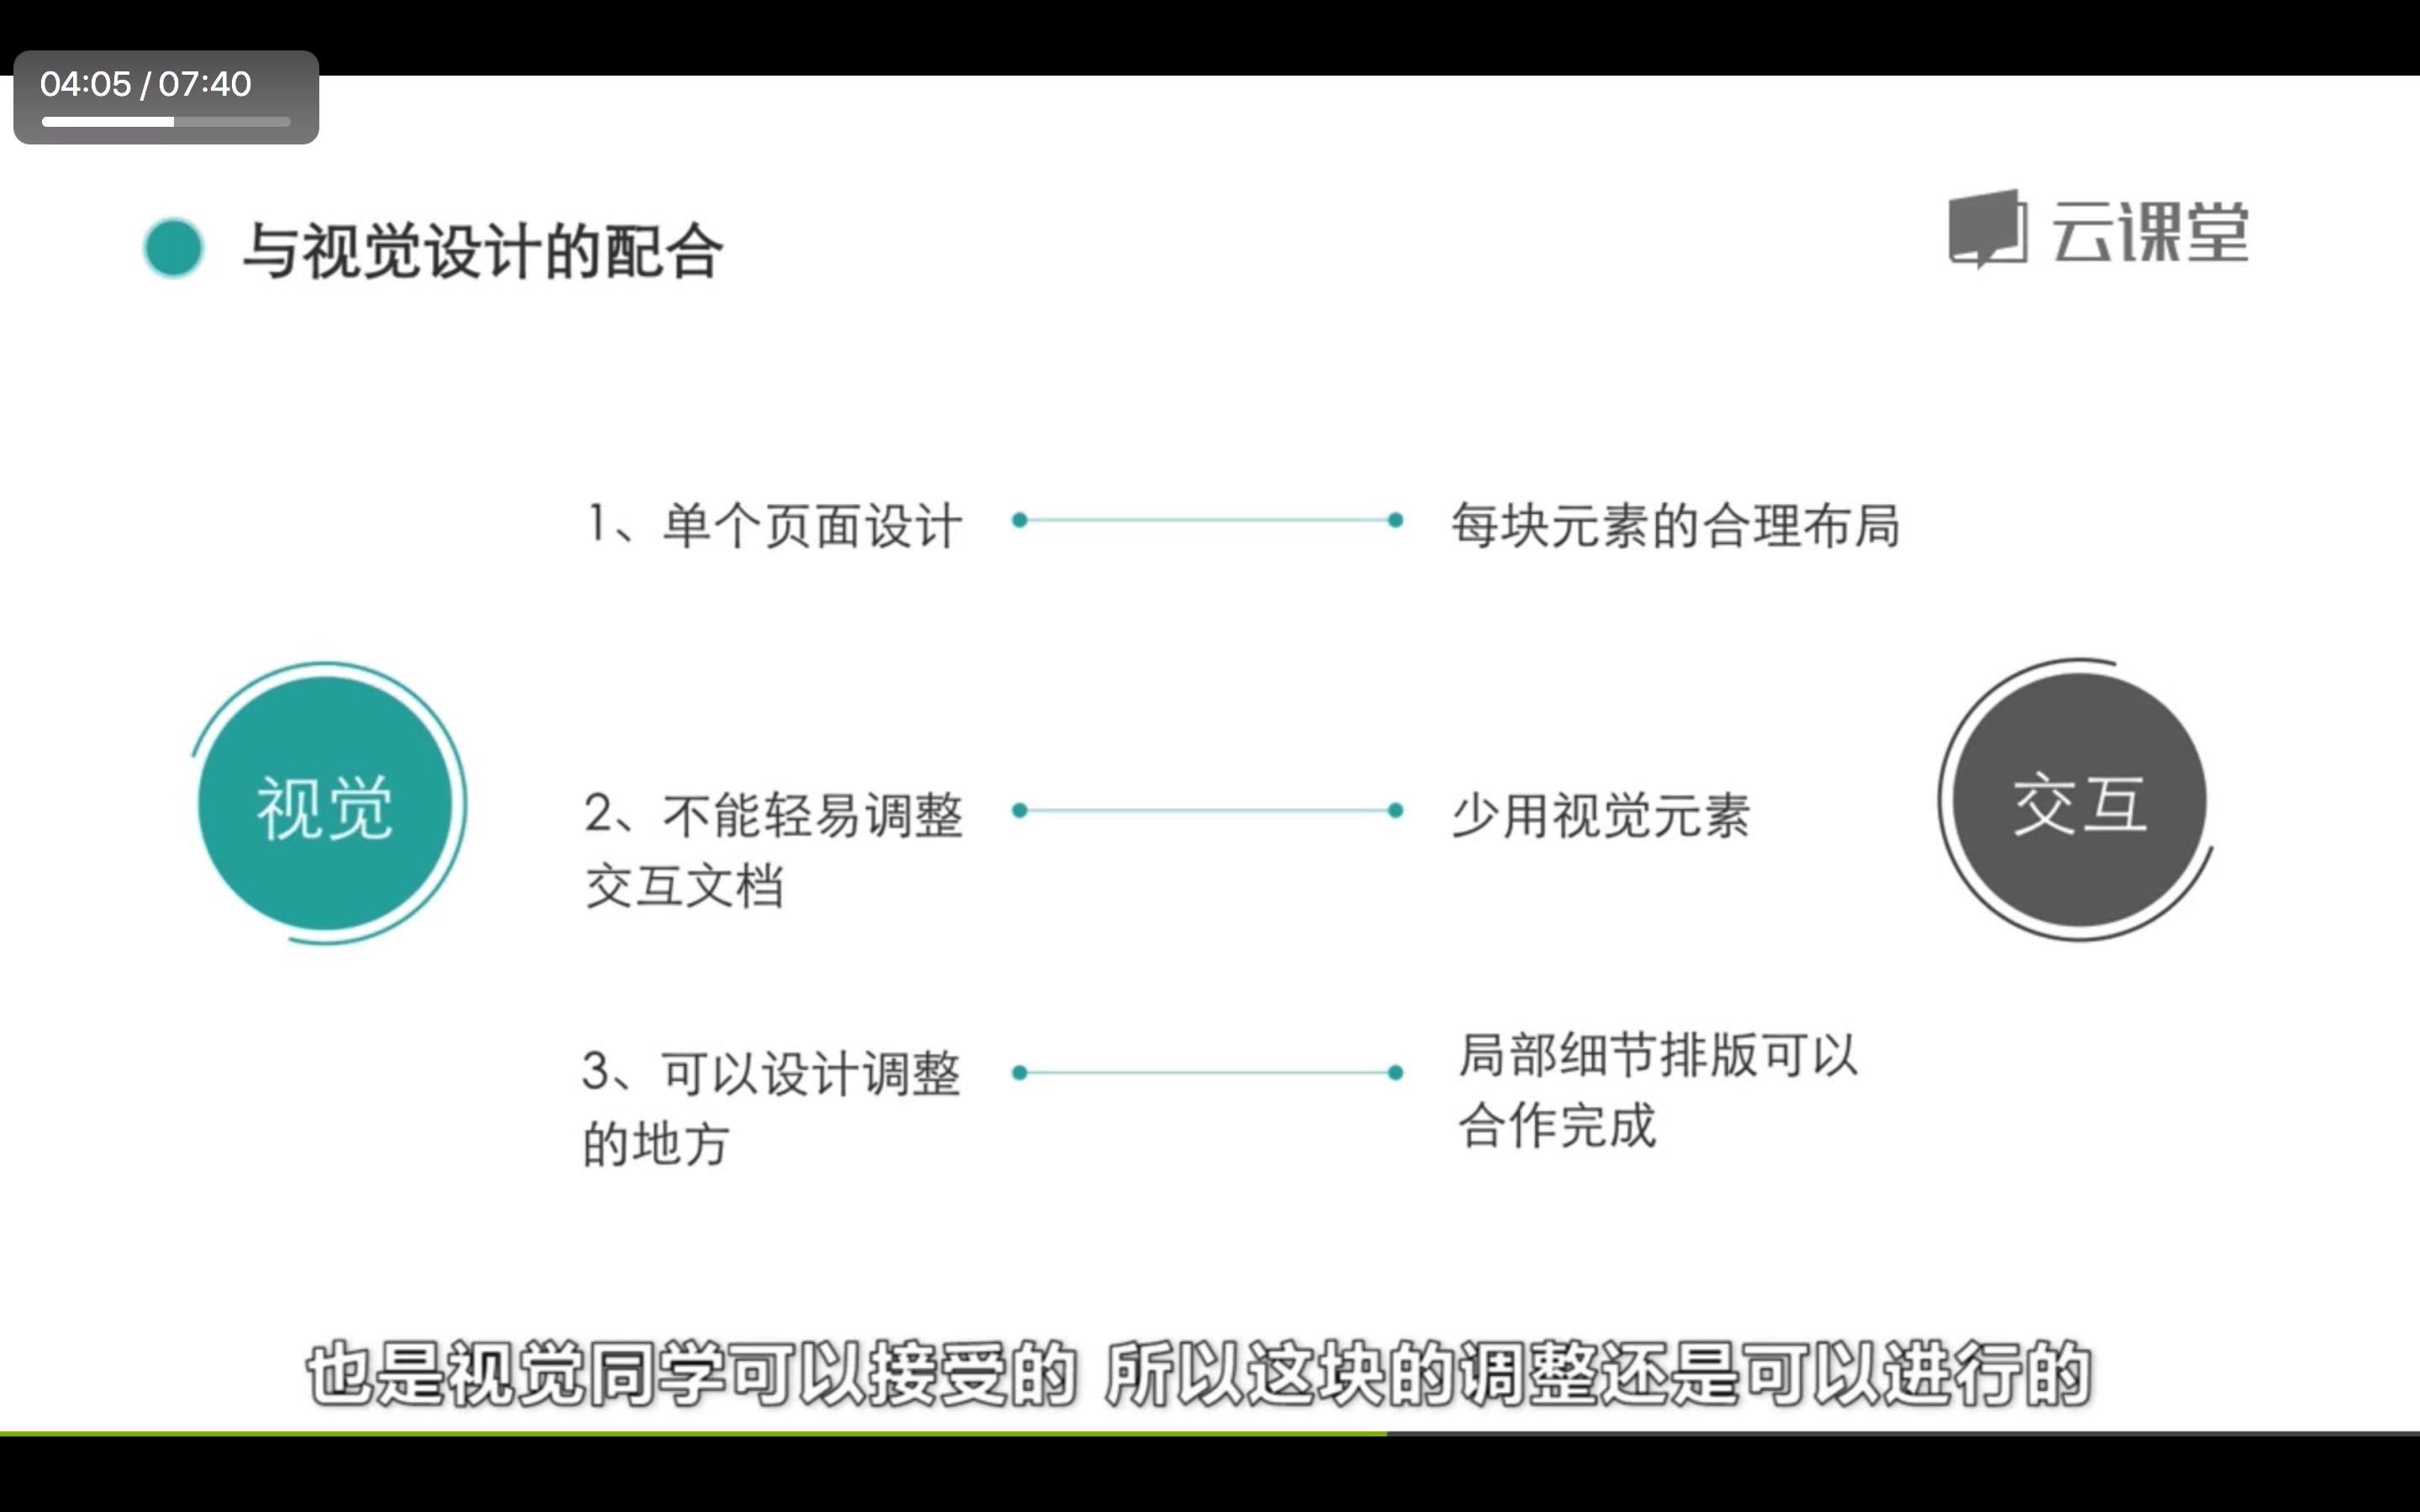 04:05 / 07:40
与视觉设计的配合
云课堂
1、单个页面设计
每块元素的合理布局
视觉
2、不能轻易调整
交互文档
少用视觉元素
交互
3、可以设计调整
的地方
局部细节排版可以
合作完成
也是视觉同学可以接受的 所以这块的调整还是可以进行的